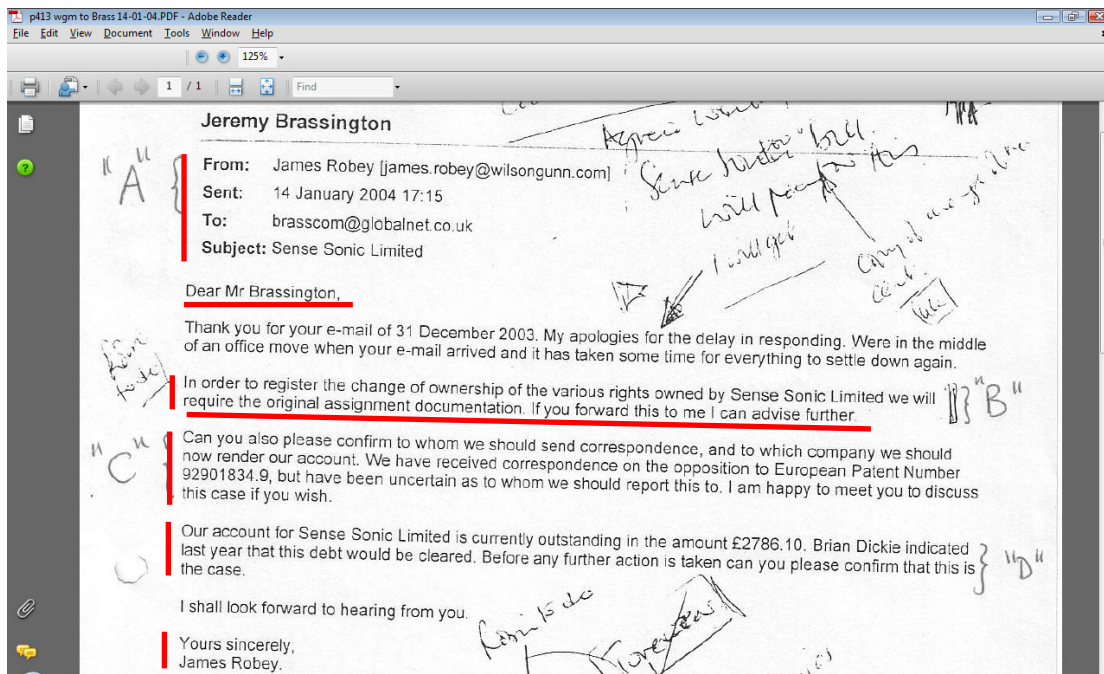 p413 wgm to Brass 14-01-04.PDF - Adobe Reader
File Edit View Document Tools Window Help
125%
1 / 1 Find
Jeremy Brassington
"A"
From: James Robey [james.robey@wilsongunn.com]
Sent: 14 January 2004 17:15
To: brasscom@globalnet.co.uk
Subject: Sense Sonic Limited
will
I will get
Dear Mr Brassington,
Thank you for your e-mail of 31 December 2003. My apologies for the delay in responding. Were in the middle
of an office move when your e-mail arrived and it has taken some time for everything to settle down again.
In order to register the change of ownership of the various rights owned by Sense Sonic Limited we will
require the original assignment documentation. If you forward this to me I can advise further.
"B"
"C"
Can you also please confirm to whom we should send correspondence, and to which company we should
now render our account. We have received correspondence on the opposition to European Patent Number
92901834.9, but have been uncertain as to whom we should report this to. I am happy to meet you to discuss
this case if you wish.
Our account for Sense Sonic Limited is currently outstanding in the amount £2786.10. Brian Dickie indicated
last year that this debt would be cleared. Before any further action is taken can you please confirm that this is
the case.
"D"
I shall look forward to hearing from you.
Yours sincerely,
James Robey.